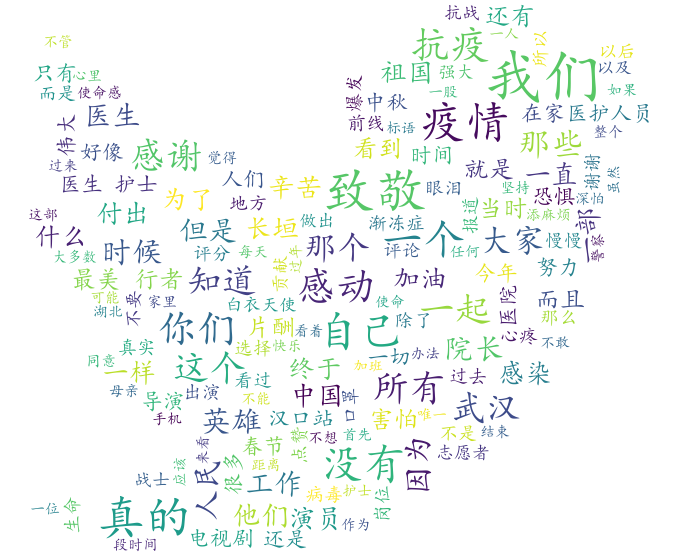 抗战
还有
不管
抗疫
一人
所以
以后
只有
心里
祖国
强大
我们
以及
而是
使命感
爆发
中秋
一股
如果
伟大
医生
前线
标语
疫情
在家
医护人员
好像
感谢
觉得
看到
时间
那些
整个
过来
人们
辛苦
就是
一直
谢谢
虽然
医生
护士
为了
地方
致敬
眼泪
坚持
恐惧
深怕
这部
付出
做出
渐冻症
报道
当时
添麻烦
一部
警察
什么
时候
但是
长垣
那个
评论
一个
任何
大家
慢慢
大多数
评分
每天
过年
最美
行者
知道
贡献
感动
加油
今年
努力
可能
不要
家里
白衣天使
使命
一起
医院
而且
湖北
你们
片酬
看着
自己
除了
心疼
那么
不敢
真实
选择
快乐
一切
办法
院长
同意
一样
这个
看过
终于
加班
所有
过去
感染
母亲
导演
出演
不能
中国
口罩
害怕
唯一
武汉
手机
英雄
汉口站
因为
不是
结束
来看
春节
点赞
不想
首先
没有
志愿者
战士
应该
很多
距离
一位
生命
真的
人民
工作
病毒
护士
岗位
他们
演员
作为
段时间
电视剧
还是